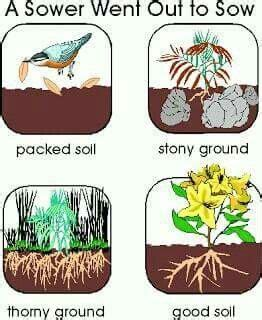 A Sower Went Out to Sow
packed soil
stony ground
thorny ground
good soil